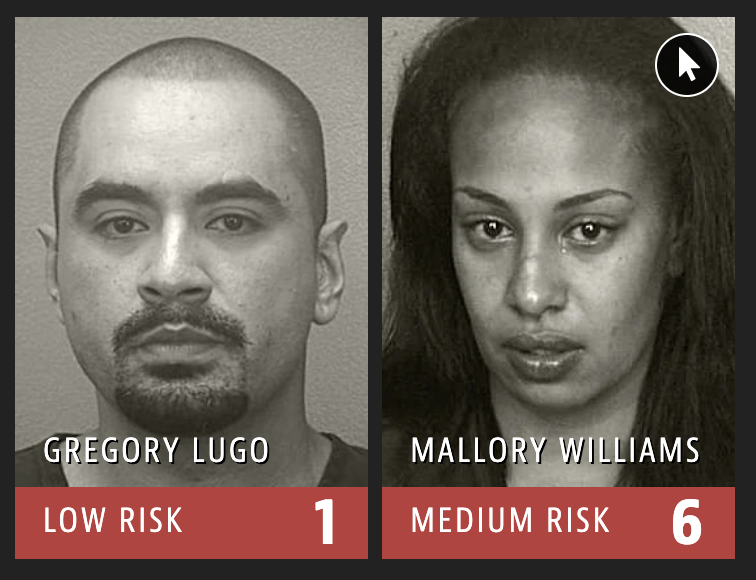 GREGORY LUGO
LOW RISK 1
MALLORY WILLIAMS
MEDIUM RISK 6